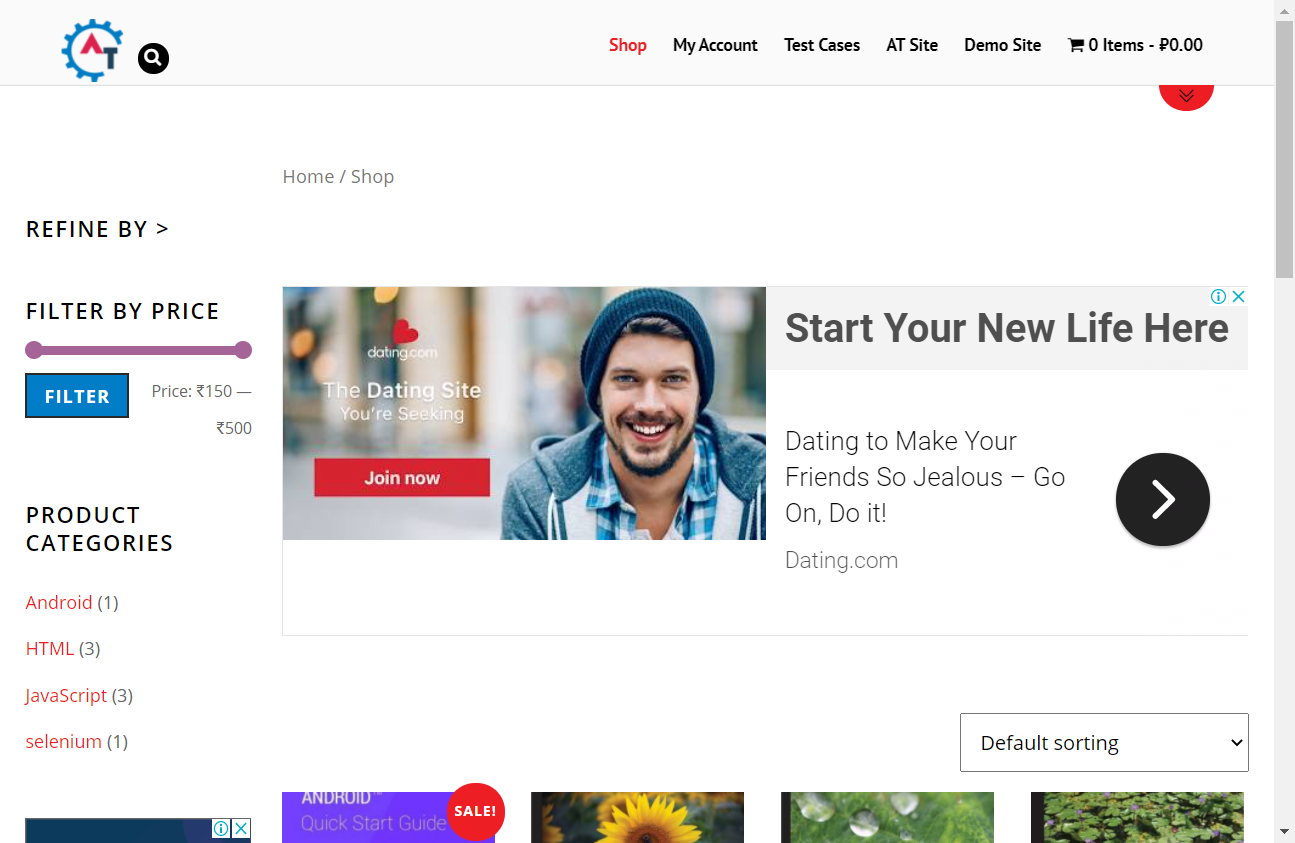 AT
Shop
My Account
Test Cases
AT Site
Demo Site
0 Items - ₽0.00
Home / Shop
REFINE BY >
FILTER BY PRICE
FILTER
Price: ₹150 —
₹500
PRODUCT
CATEGORIES
Android (1)
HTML (3)
JavaScript (3)
selenium (1)
dating.com
The Dating Site
You're Seeking
Join now
Start Your New Life Here
Dating to Make Your
Friends So Jealous – Go
On, Do it!
Dating.com
Default sorting
ANDROID™
Quick Start Guide
SALE!